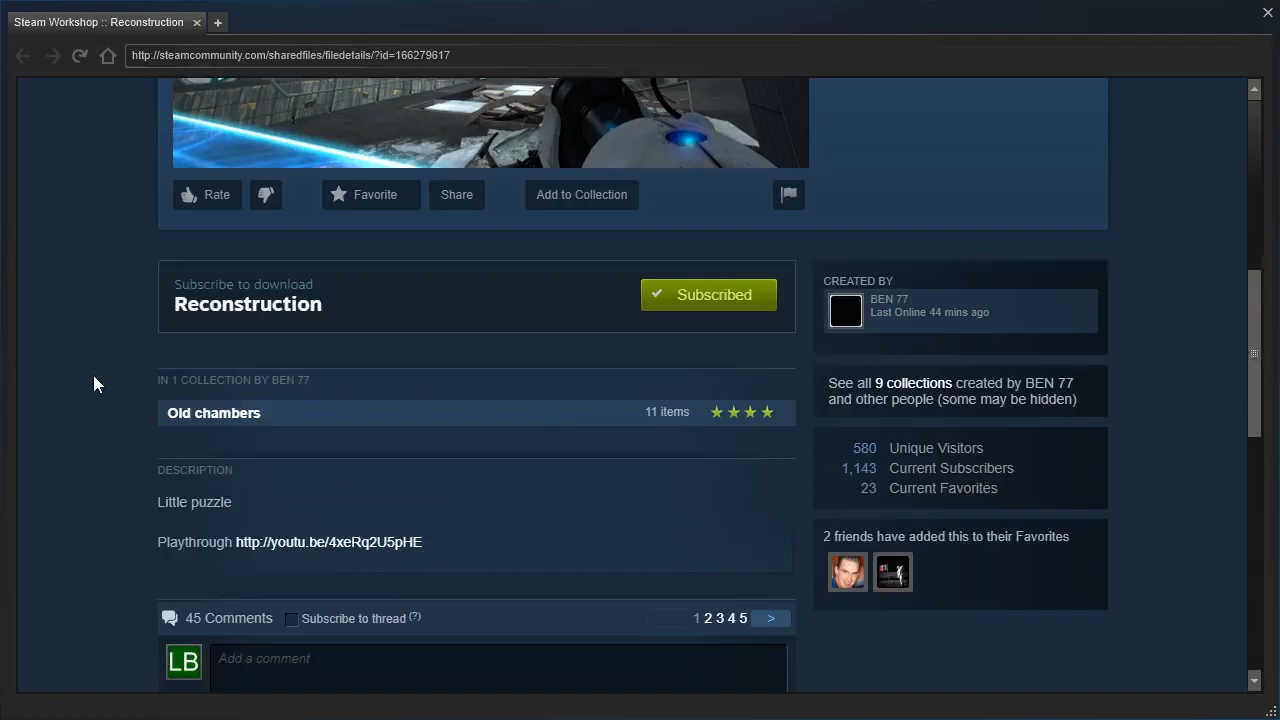 Steam Workshop :: Reconstruction
http://steamcommunity.com/sharedfiles/filedetails/?id=166279617
Rate
Favorite
Share
Add to Collection
Subscribe to download
Reconstruction
Subscribed
CREATED BY
BEN 77
Last Online 44 mins ago
IN 1 COLLECTION BY BEN 77
Old chambers
11 items
See all 9 collections created by BEN 77
and other people (some may be hidden)
DESCRIPTION
Little puzzle
Playthrough http://youtu.be/4xeRq2U5pHE
580 Unique Visitors
1,143 Current Subscribers
23 Current Favorites
2 friends have added this to their Favorites
45 Comments
Subscribe to thread (?)
1 2 3 4 5 >
LB
Add a comment